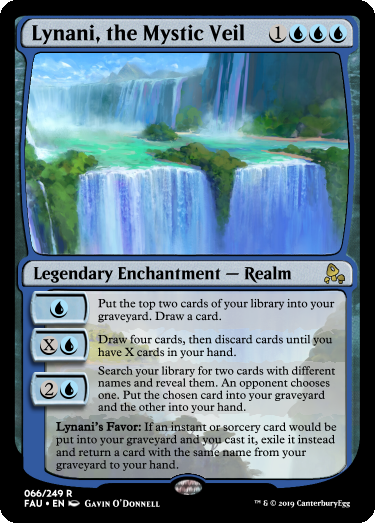 Lynani, the Mystic Veil 1
Legendary Enchantment — Realm
Put the top two cards of your library into your
graveyard. Draw a card.
X
Draw four cards, then discard cards until you
have X cards in your hand.
2
Search your library for two cards with different
names and reveal them. An opponent chooses
one. Put the chosen card into your graveyard
and the other into your hand.
Lynani's Favor: If an instant or sorcery card would be
put into your graveyard and you cast it, exile it instead
and return a card with the same name from your
graveyard to your hand.
066/249 R
FAU • EN GAVIN O'DONNELL
™ & © 2019 CanterburyEgg